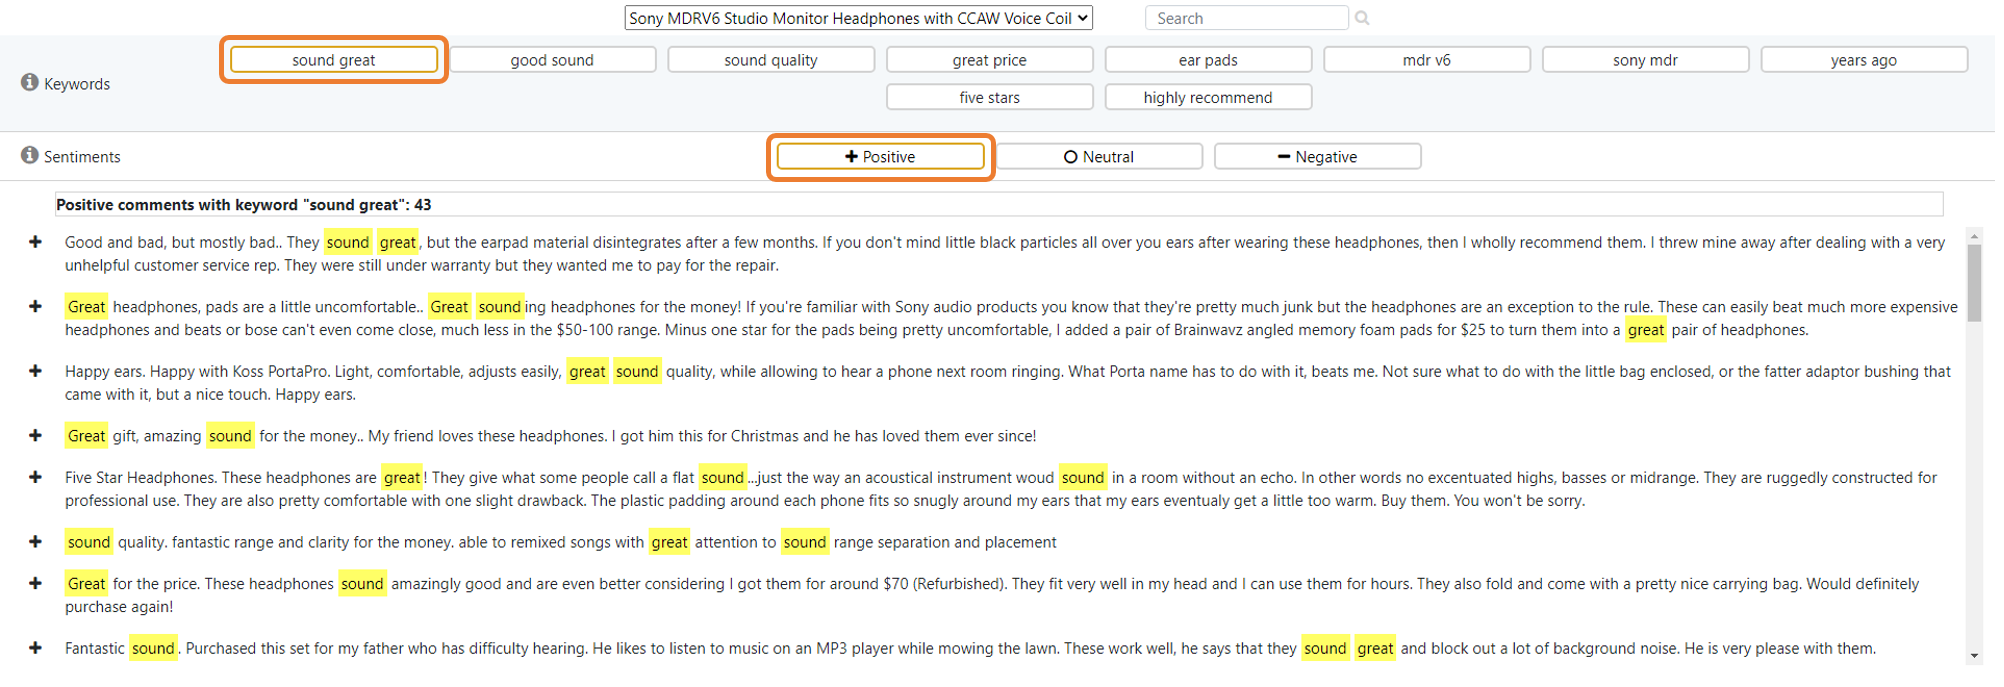 Sony MDRV6 Studio Monitor Headphones with CCAW Voice Coil Search
sound great good sound sound quality great price ear pads mdr v6 sony mdr years ago
Keywords
five stars highly recommend
Sentiments Positive Neutral Negative
Positive comments with keyword "sound great": 43
Good and bad, but mostly bad.. They sound great, but the earpad material disintegrates after a few months. If you don't mind little black particles all over you ears after wearing these headphones, then I wholly recommend them. I threw mine away after dealing with a very
unhelpful customer service rep. They were still under warranty but they wanted me to pay for the repair.
Great headphones, pads are a little uncomfortable.. Great sounding headphones for the money! If you're familiar with Sony audio products you know that they're pretty much junk but the headphones are an exception to the rule. These can easily beat much more expensive
headphones and beats or bose can't even come close, much less in the $50-100 range. Minus one star for the pads being pretty uncomfortable, I added a pair of Brainwavz angled memory foam pads for $25 to turn them into a great pair of headphones.
Happy ears. Happy with Koss PortaPro. Light, comfortable, adjusts easily, great sound quality, while allowing to hear a phone next room ringing. What Porta name has to do with it, beats me. Not sure what to do with the little bag enclosed, or the fatter adaptor bushing that
came with it, but a nice touch. Happy ears.
Great gift, amazing sound for the money.. My friend loves these headphones. I got him this for Christmas and he has loved them ever since!
Five Star Headphones. These headphones are great! They give what some people call a flat sound...just the way an acoustical instrument woud sound in a room without an echo. In other words no excentuated highs, basses or midrange. They are ruggedly constructed for
professional use. They are also pretty comfortable with one slight drawback. The plastic padding around each phone fits so snugly around my ears that my ears eventualy get a little too warm. Buy them. You won't be sorry.
sound quality. fantastic range and clarity for the money. able to remixed songs with great attention to sound range separation and placement
Great for the price. These headphones sound amazingly good and are even better considering I got them for around $70 (Refurbished). They fit very well in my head and I can use them for hours. They also fold and come with a pretty nice carrying bag. Would definitely
purchase again!
Fantastic sound. Purchased this set for my father who has difficulty hearing. He likes to listen to music on an MP3 player while mowing the lawn. These work well, he says that they sound great and block out a lot of background noise. He is very please with them.